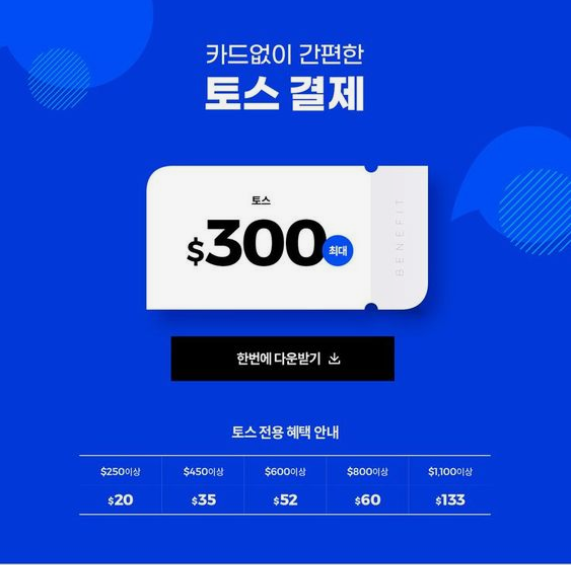 카드없이 간편한
토스 결제
토스
$300 최대
BENEFIT
한번에 다운받기
토스 전용 혜택 안내
$250이상 $450이상 $600이상 $800이상 $1,100이상
$20 $35 $52 $60 $133